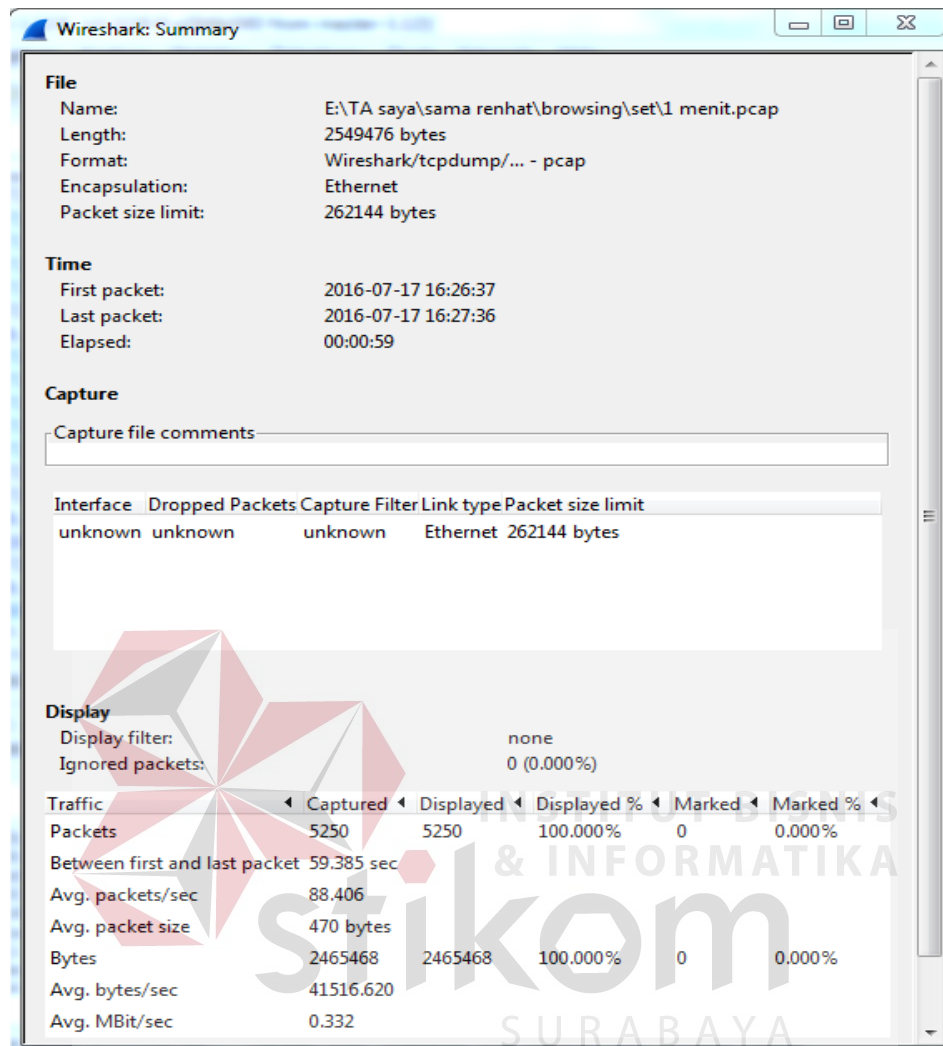 Wireshark: Summary
File
Name: E:\TA saya\sama renhat\browsing\set\1 menit.pcap
Length: 2549476 bytes
Format: Wireshark/tcpdump/... - pcap
Encapsulation: Ethernet
Packet size limit: 262144 bytes
Time
First packet: 2016-07-17 16:26:37
Last packet: 2016-07-17 16:27:36
Elapsed: 00:00:59
Capture
Capture file comments
Interface Dropped Packets Capture Filter Link type Packet size limit
unknown unknown unknown Ethernet 262144 bytes
Display
Display filter: none
Ignored packets: 0 (0.000%)
Traffic Captured Displayed Displayed % Marked Marked %
INSTITUT BISNIS
Packets 5250 5250 100.000% 0 0.000%
& INFORMATIKA
Between first and last packet 59.385 sec
Avg. packets/sec 88.406
stikom
Avg. packet size 470 bytes
Bytes 2465468 2465468 100.000% 0 0.000%
Avg. bytes/sec 41516.620
Avg. MBit/sec 0.332
SURABAYA